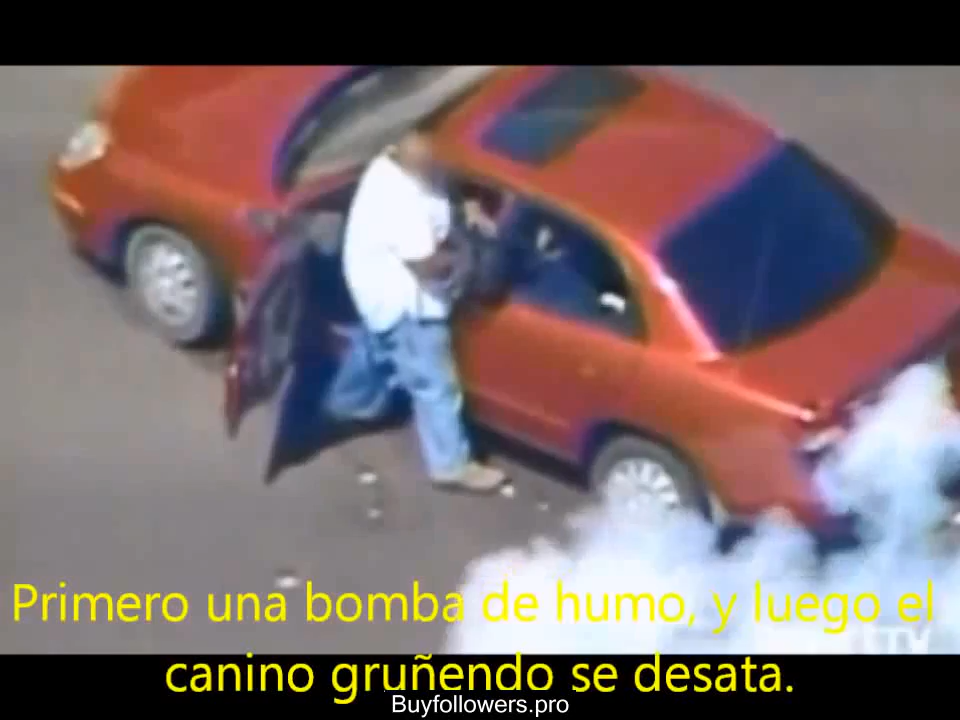 Primero una bomba de humo, y luego el
canino gruñendo se desata.
Buyfollowers.pro